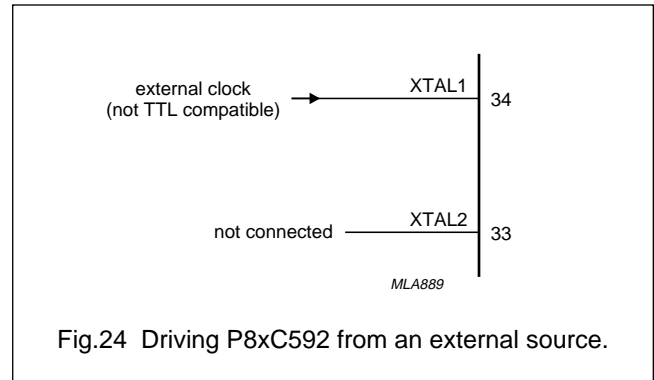 external clock
(not TTL compatible)
XTAL1
34
not connected
XTAL2
33
MLA889
Fig.24 Driving P8xC592 from an external source.